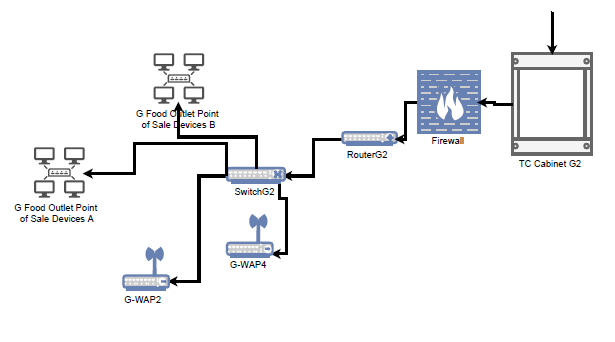 G Food Outlet Point
of Sale Devices B
Firewall
RouterG2
TC Cabinet G2
SwitchG2
G Food Outlet Point
of Sale Devices A
G-WAP4
G-WAP2